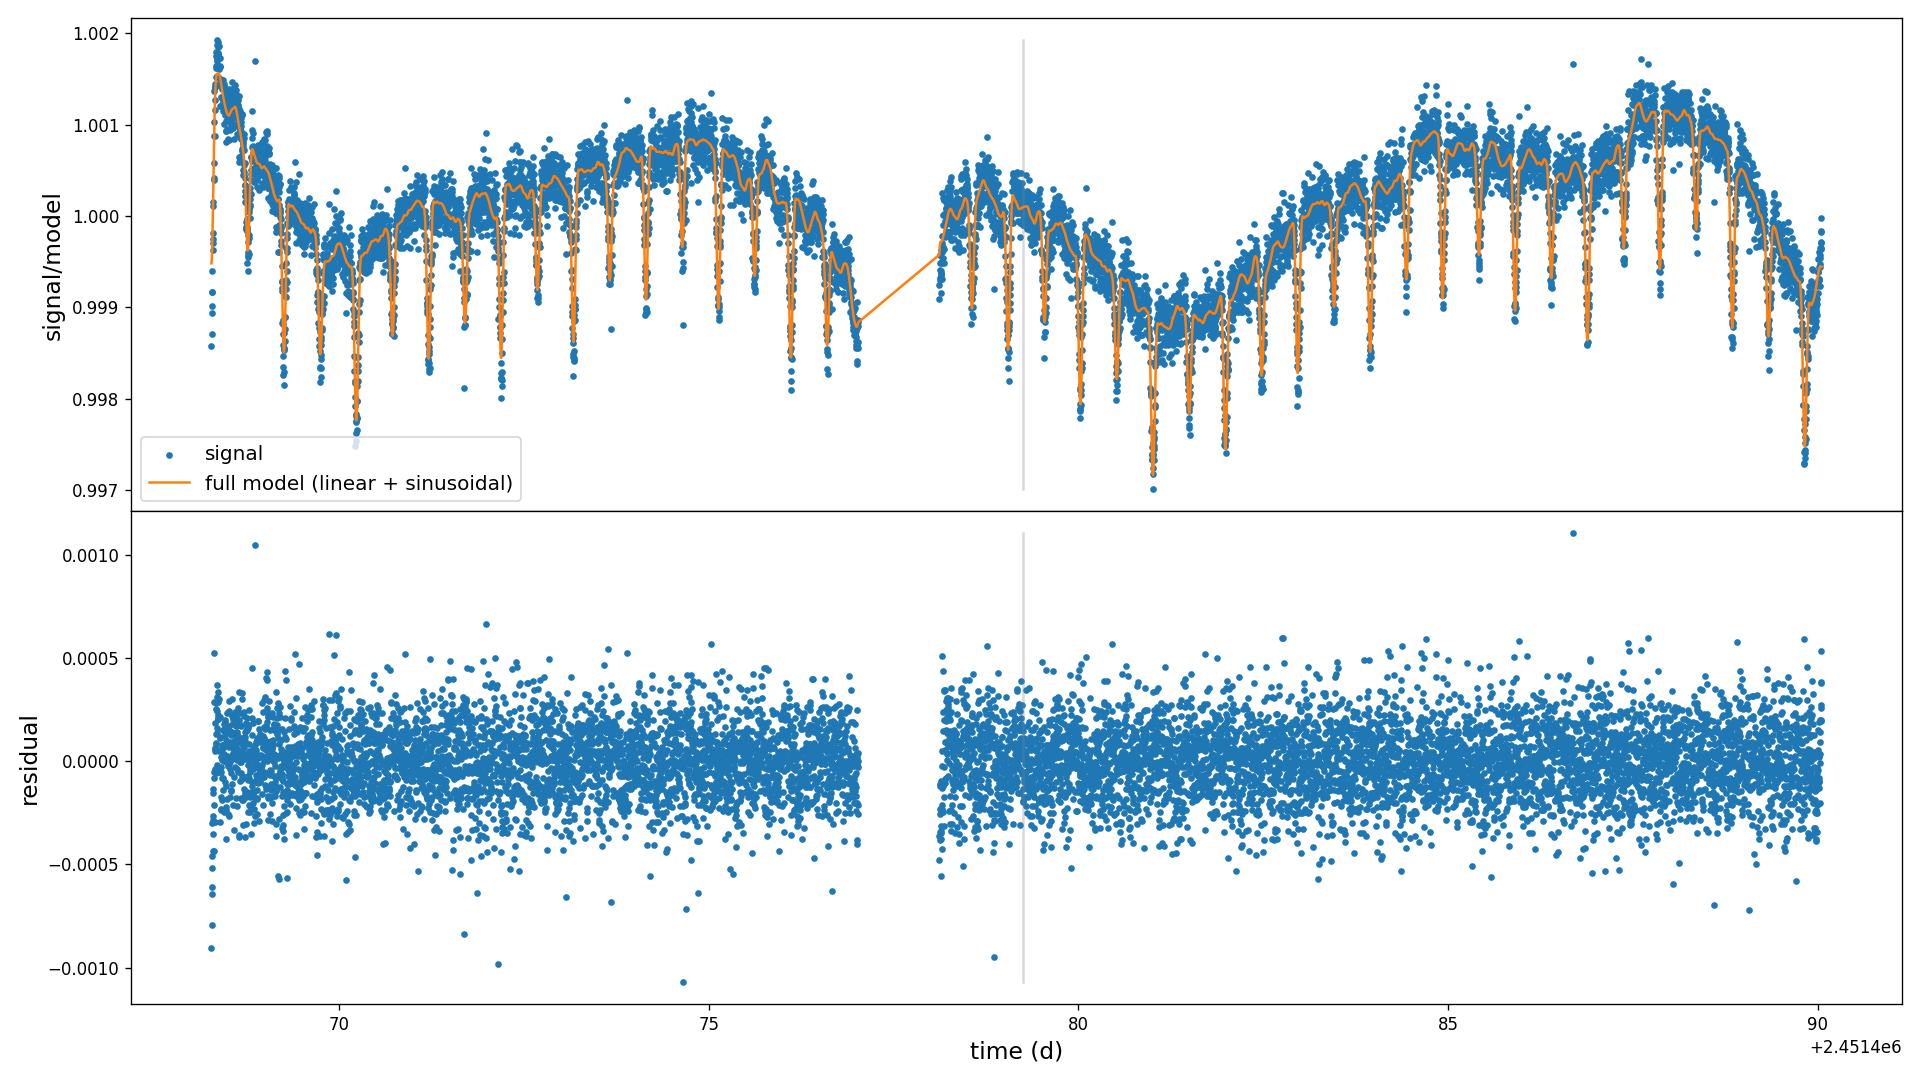 1.002
1.001
1.000
0.999
0.998
0.997
signal/model
signal
full model (linear + sinusoidal)
0.0010
0.0005
0.0000
−0.0005
−0.0010
residual
70
75
80
85
90
time (d)
+2.4514e6